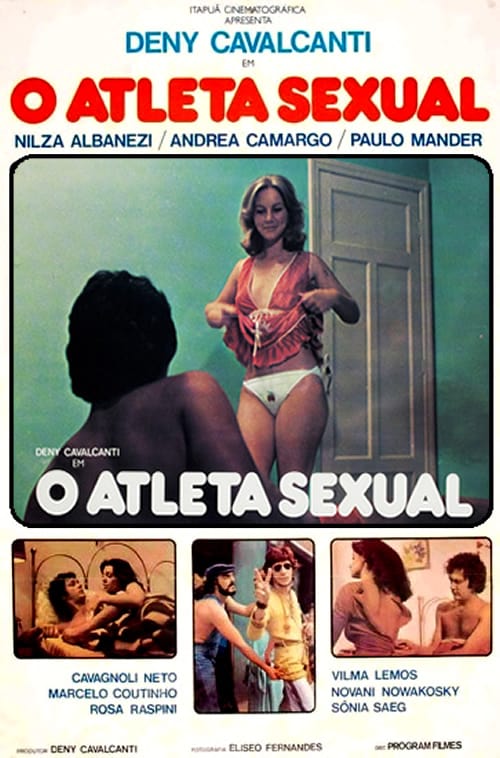 ITAPUÃ CINEMATOGRÁFICA
APRESENTA
DENY CAVALCANTI
EM
O ATLETA SEXUAL
NILZA ALBANEZI / ANDREA CAMARGO / PAULO MANDER
DENY CAVALCANTI
EM
O ATLETA SEXUAL
CAVAGNOLI NETO
MARCELO COUTINHO
ROSA RASPINI
VILMA LEMOS
NOVANI NOWAKOSKY
SÔNIA SAEG
PRODUTOR DENY CAVALCANTI
FOTOGRAFIA ELISEO FERNANDES
DIST. PROGRAM FILMES